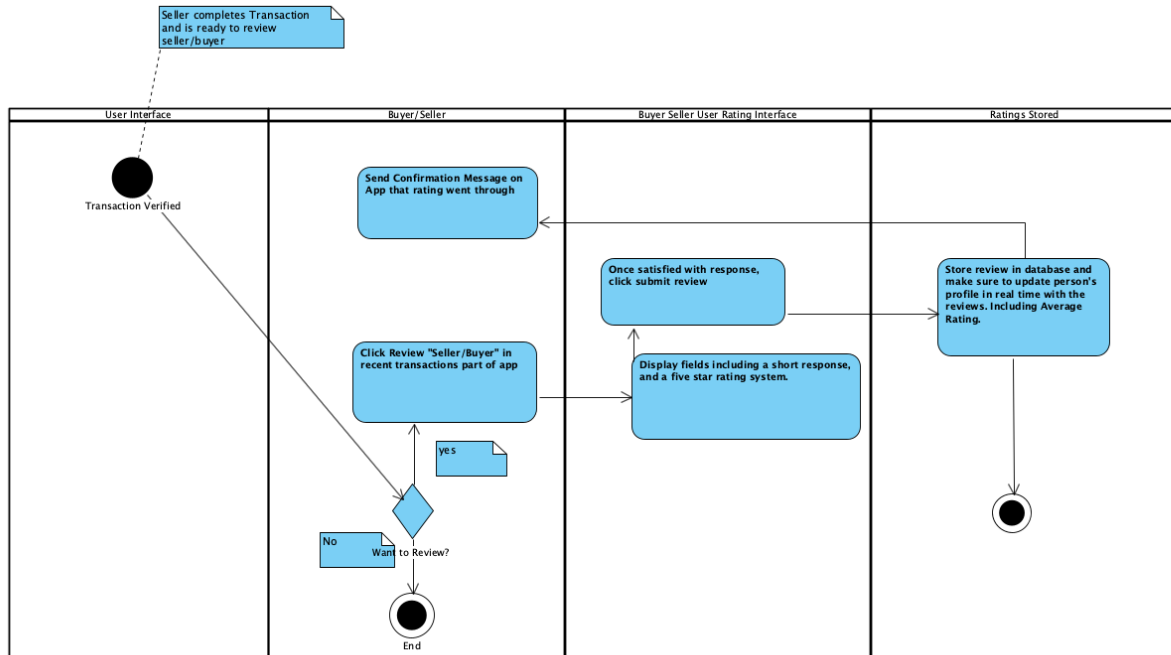 Seller completes Transaction
and is ready to review
seller/buyer
User Interface
Buyer/Seller
Buyer Seller User Rating Interface
Ratings Stored
Transaction Verified
Send Confirmation Message on
App that rating went through
Once satisfied with response,
click submit review
Store review in database and
make sure to update person's
profile in real time with the
reviews. Including Average
Rating.
Click Review "Seller/Buyer" in
recent transactions part of app
Display fields including a short response,
and a five star rating system.
yes
No
Want to Review?
End